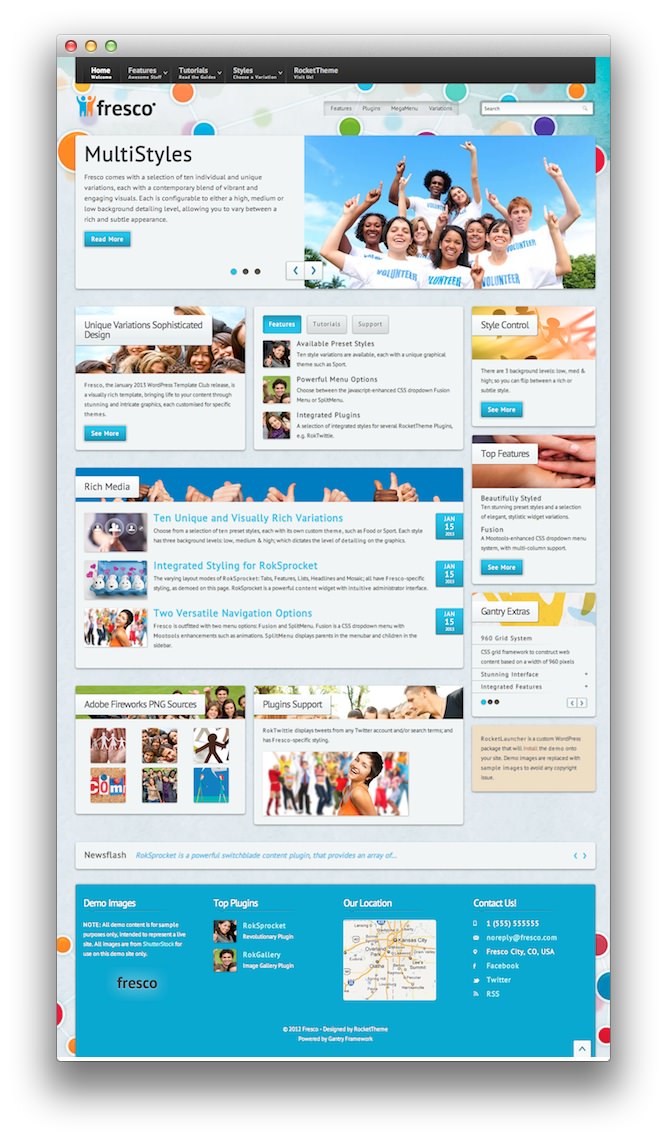 Home
Welcome
Features
Awesome Stuff
Tutorials
Read the Guides
Styles
Choose a Variation
RocketTheme
Visit Us!
fresco
Features
Plugins
MegaMenu
Variations
Search
MultiStyles
Fresco comes with a selection of ten individual and unique
variations, each with a contemporary blend of vibrant and
engaging visuals. Each is configurable to either a high, medium or
low background detailing level, allowing you to vary between a
rich and subtle appearance.
Read More
VOLUNTEER
VOLUNTEER
VOLUNTEER
Unique Variations Sophisticated
Design
Fresco, the January 2013 WordPress Template Club release, is
a visually rich template, bringing life to your content through
stunning and intricate graphics, each customised for specific
themes.
See More
Features
Tutorials
Support
Available Preset Styles
Ten style variations are available, each with a unique graphical
theme such as Sport.
Powerful Menu Options
Choose between the Javascript-enhanced CSS dropdown Fusion
Menu or SplitMenu.
Integrated Plugins
A selection of integrated styles for several RocketTheme Plugins,
e.g. RokTwittle.
Style Control
There are 3 background levels: low, med &
high; so you can flip between a rich or
subtle style.
See More
Top Features
Beautifully Styled
Ten stunning preset styles and a selection
of elegant, stylistic widget variations.
Fusion
A Mootools-enhanced CSS dropdown menu
system, with multi-column support.
See More
Rich Media
Ten Unique and Visually Rich Variations
Choose from a selection of ten preset styles, each with its own custom theme, such as Food or Sport. Each style
has three background levels: low, medium & high; which dictates the level of detailing on the graphics.
JAN
15
2013
Integrated Styling for RokSprocket
The varying layout modes of RokSprocket: Tabs, Features, Lists, Headlines and Mosaic; all have Fresco-specific
styling, as demoed on this page. RokSprocket is a powerful content widget with intuitive administrator interface.
JAN
15
2013
Two Versatile Navigation Options
Fresco is outfitted with two menu options: Fusion and SplitMenu. Fusion is a CSS dropdown menu with
Mootools enhancements such as animations. SplitMenu displays parents in the menubar and children in the
sidebar.
JAN
15
2013
Gantry Extras
960 Grid System
CSS grid framework to construct web
content based on a width of 960 pixels
Stunning Interface
Integrated Features
Adobe Fireworks PNG Sources
Com
Plugins Support
RokTwittle displays tweets from any Twitter account and/or search terms; and
has Fresco-specific styling.
RocketLauncher is a custom WordPress
package that will install the demo onto
your site. Demo images are replaced with
sample images to avoid any copyright
issue.
Newsflash
RokSprocket is a powerful switchblade content plugin, that provides an array of...
Demo Images
NOTE: All demo content is for sample
purposes only, intended to represent a live
site. All images are from ShutterStock for
use on this demo site only.
fresco
Top Plugins
RokSprocket
Revolutionary Plugin
RokGallery
Image Gallery Plugin
Our Location
Kansas City
Overland
Park
Olathe
Lee's
Summit
Contact Us!
1 (555) 555555
noreply@fresco.com
Fresco City, CO, USA
Facebook
Twitter
RSS
© 2012 Fresco - Designed by RocketTheme
Powered by Gantry Framework